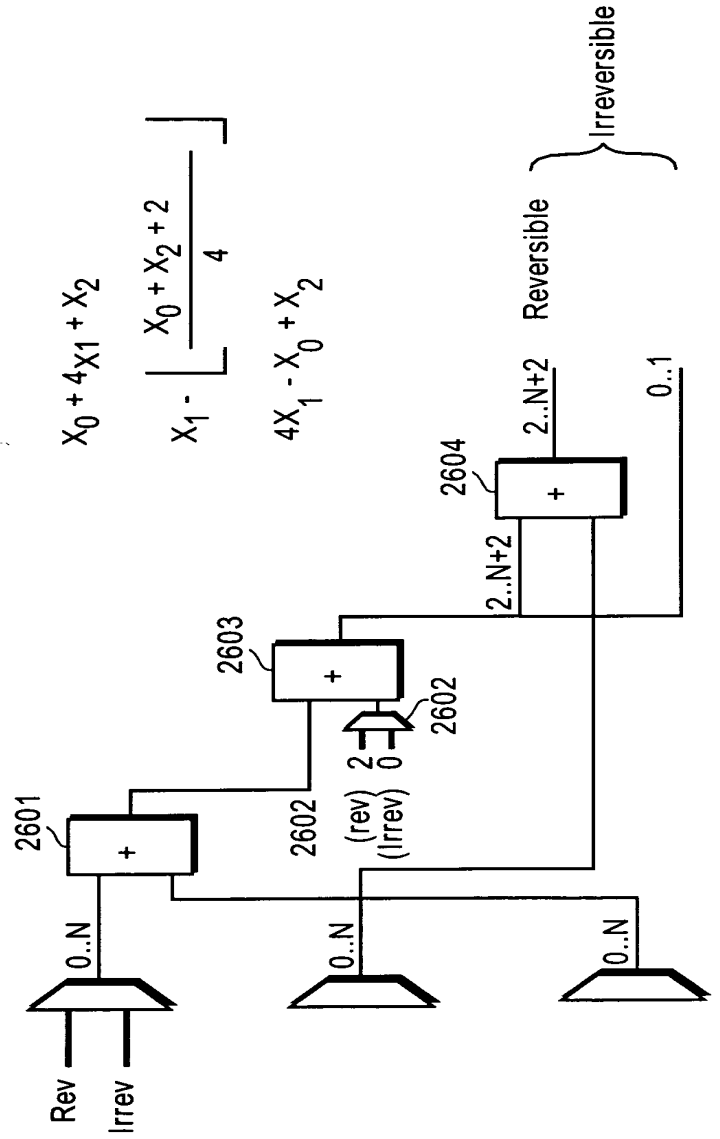 X0 + 4X1 + X2
X1 - ⌊ X0 + X2 + 2 ⌋
4
4X1 - X0 + X2
Rev
Irrev
0..N
2601
+
0..N
0..N
2602
(rev) 2
(Irrev) 0
2602
2603
+
2..N+2
2604
+
2..N+2
Reversible
0..1
Irreversible